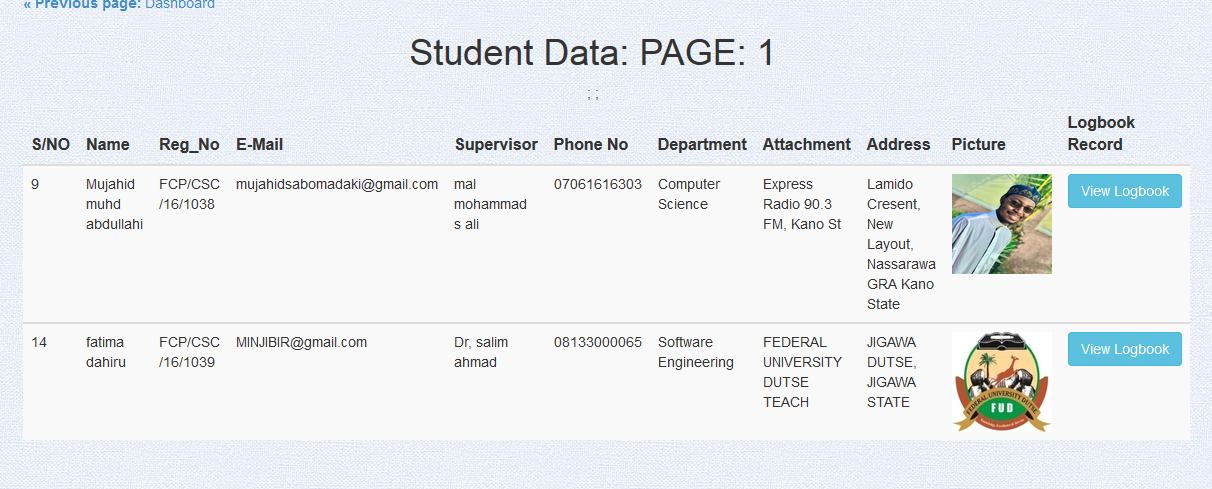 « Previous page: Dashboard
Student Data: PAGE: 1
; ;
S/NO Name Reg_No E-Mail Supervisor Phone No Department Attachment Address Picture Logbook Record
9 Mujahid muhd abdullahi FCP/CSC /16/1038 mujahidsabomadaki@gmail.com mal mohammad s ali 07061616303 Computer Science Express Radio 90.3 FM, Kano St Lamido Cresent, New Layout, Nassarawa GRA Kano State View Logbook
14 fatima dahiru FCP/CSC /16/1039 MINJIBIR@gmail.com Dr, salim ahmad 08133000065 Software Engineering FEDERAL UNIVERSITY DUTSE TEACH JIGAWA DUTSE, JIGAWA STATE FEDERAL UNIVERSITY DUTSE FUD View Logbook